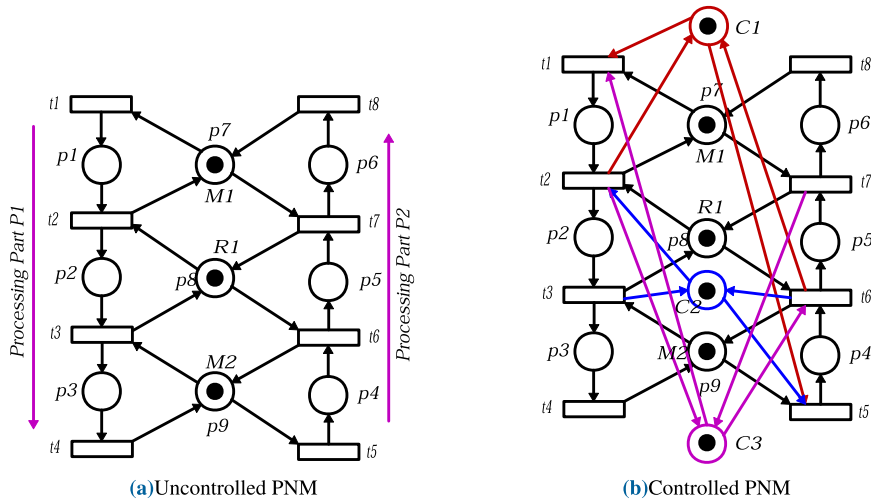 t1
t8
p7
p1
p6
M1
t2
t7
R1
p2
p8
p5
t3
t6
M2
p3
p4
p9
t4
t5
Processing Part P1
Processing Part P2
(a)Uncontrolled PNM
C1
t1
t8
p7
p1
p6
M1
t2
t7
R1
p2
p8
p5
t3
C2
t6
M2
p3
p4
p9
t4
t5
C3
(b)Controlled PNM